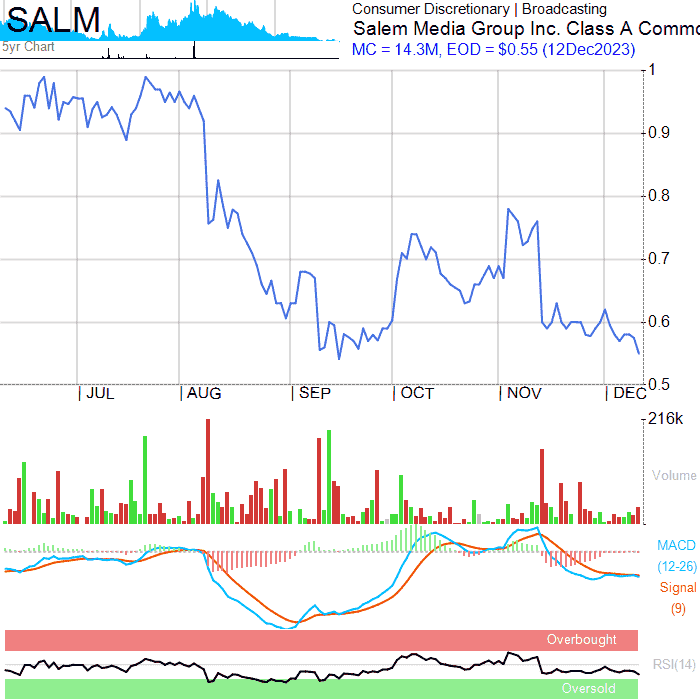 SALM
5yr Chart
Consumer Discretionary | Broadcasting
Salem Media Group Inc. Class A Commo
MC = 14.3M, EOD = $0.55 (12Dec2023)
1
0.9
0.8
0.7
0.6
0.5
JUL
AUG
SEP
OCT
NOV
DEC
216k
Volume
MACD
(12-26)
Signal
(9)
Overbought
RSI(14)
Oversold